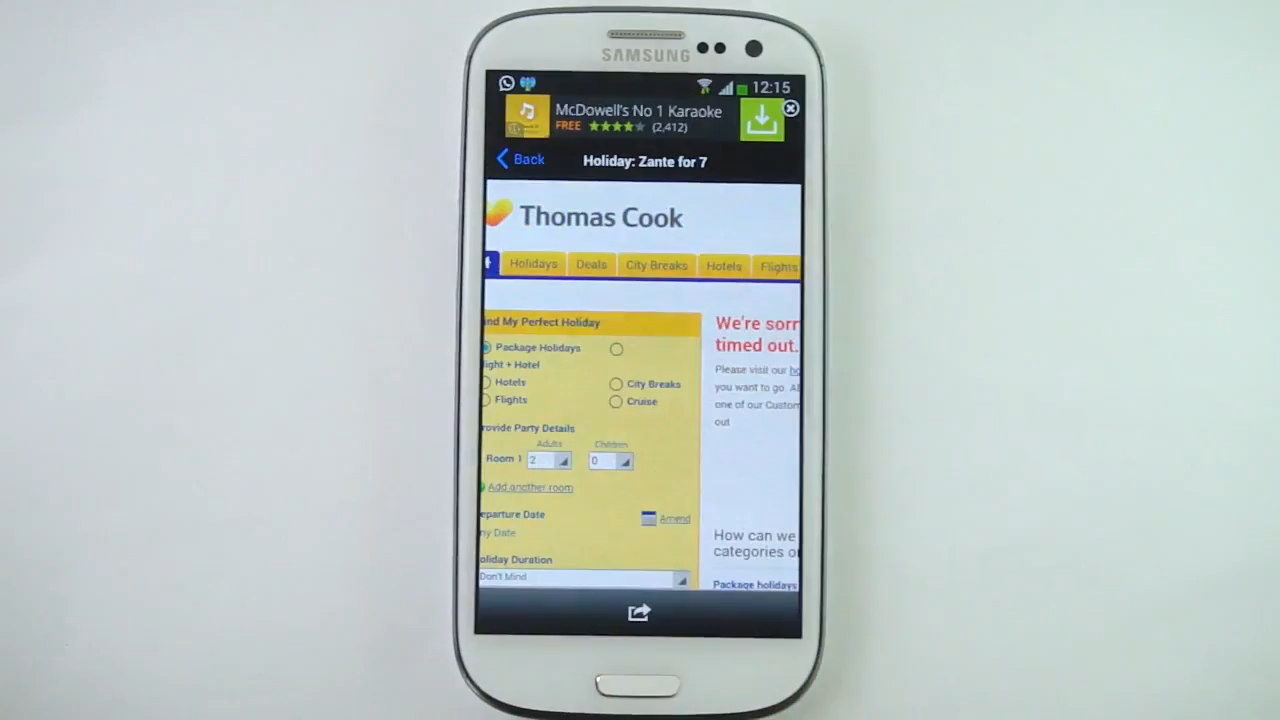 SAMSUNG
12:15
McDowell's No 1 Karaoke
FREE (2,412)
Back
Holiday: Zante for 7
Thomas Cook
Holidays Deals City Breaks Hotels Flights
ind My Perfect Holiday
Package Holidays
light + Hotel
Hotels City Breaks
Flights Cruise
rovide Party Details
Adults Children
Room 1 2 0
Add another room
eparture Date Amend
ny Date
oliday Duration
Don't Mind
We're sorr
timed out.
Please visit our ho
you want to go. Al
one of our Custom
out
How can we
categories o
Package holidays